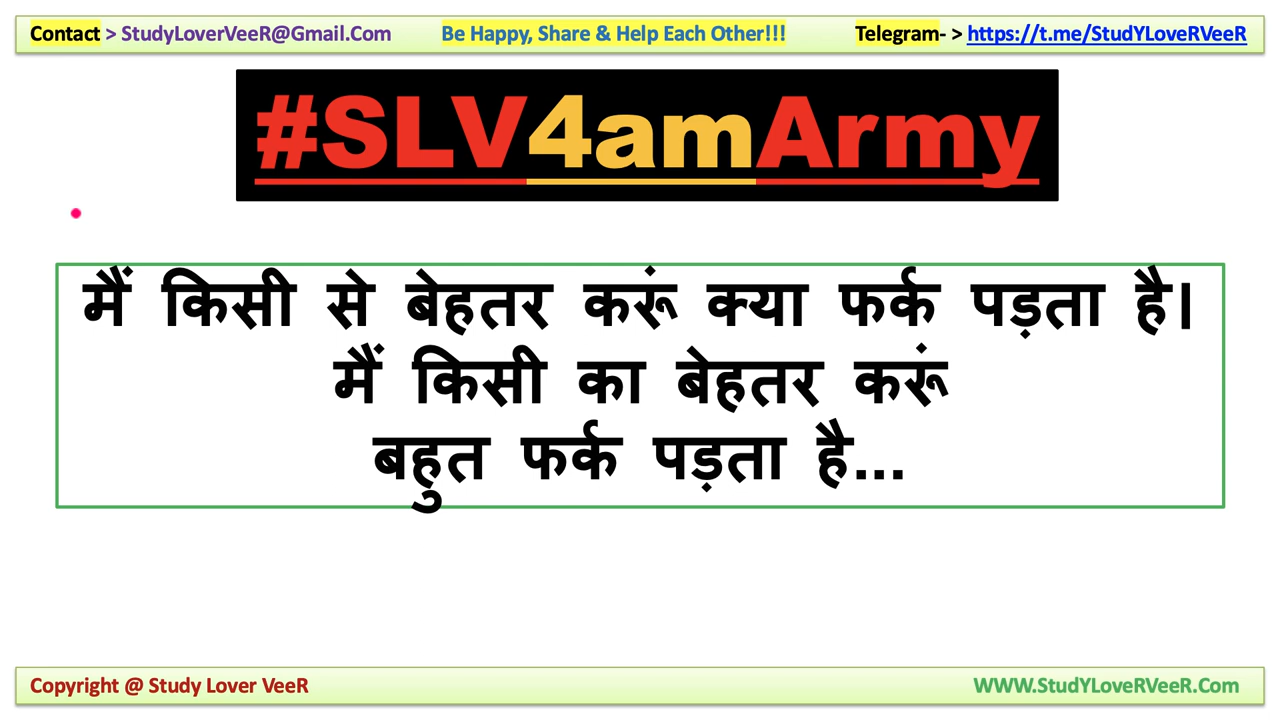 Contact > StudyLoverVeeR@Gmail.Com Be Happy, Share & Help Each Other!!! Telegram- > https://t.me/StudYLoveRVeeR
#SLV4amArmy
मैं किसी से बेहतर करूं क्या फर्क पड़ता है।
मैं किसी का बेहतर करूं
बहुत फर्क पड़ता है...
Copyright @ Study Lover VeeR WWW.StudYLoveRVeeR.Com